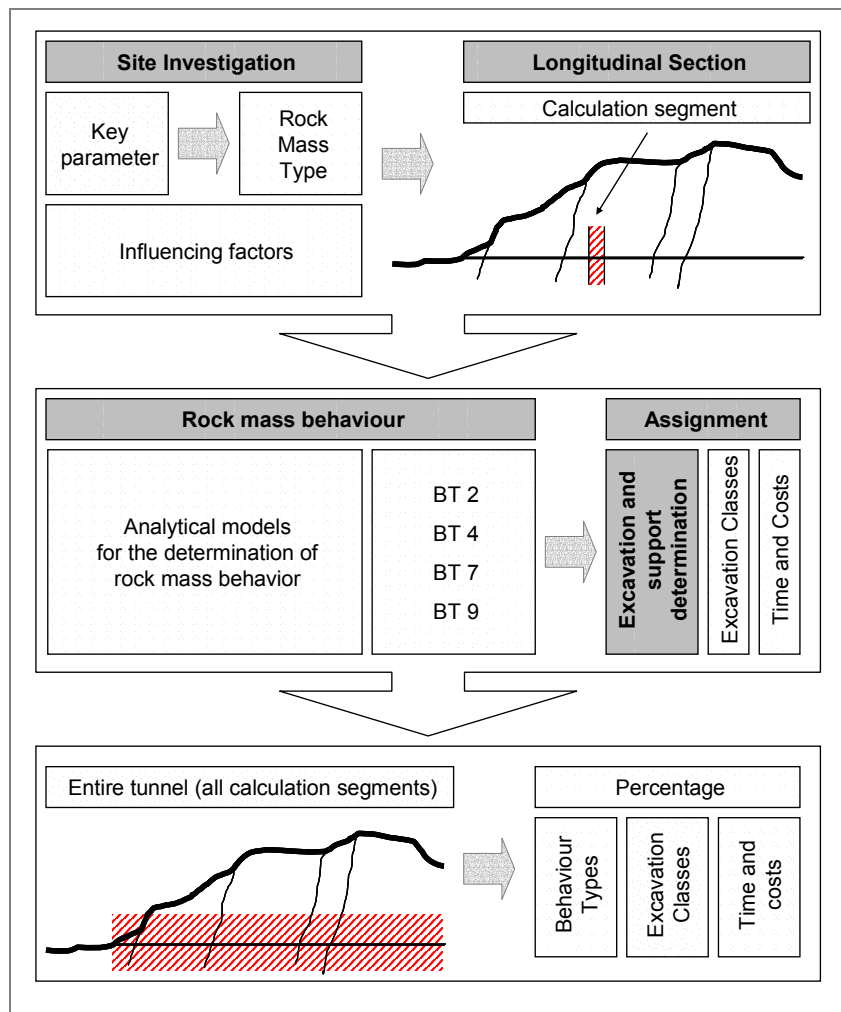 Site Investigation
Key
parameter
Rock
Mass
Type
Influencing factors
Longitudinal Section
Calculation segment
Rock mass behaviour
Analytical models
for the determination of
rock mass behavior
BT 2
BT 4
BT 7
BT 9
Assignment
Excavation and
support
determination
Excavation Classes
Time and Costs
Entire tunnel (all calculation segments)
Percentage
Behaviour
Types
Excavation
Classes
Time and
costs